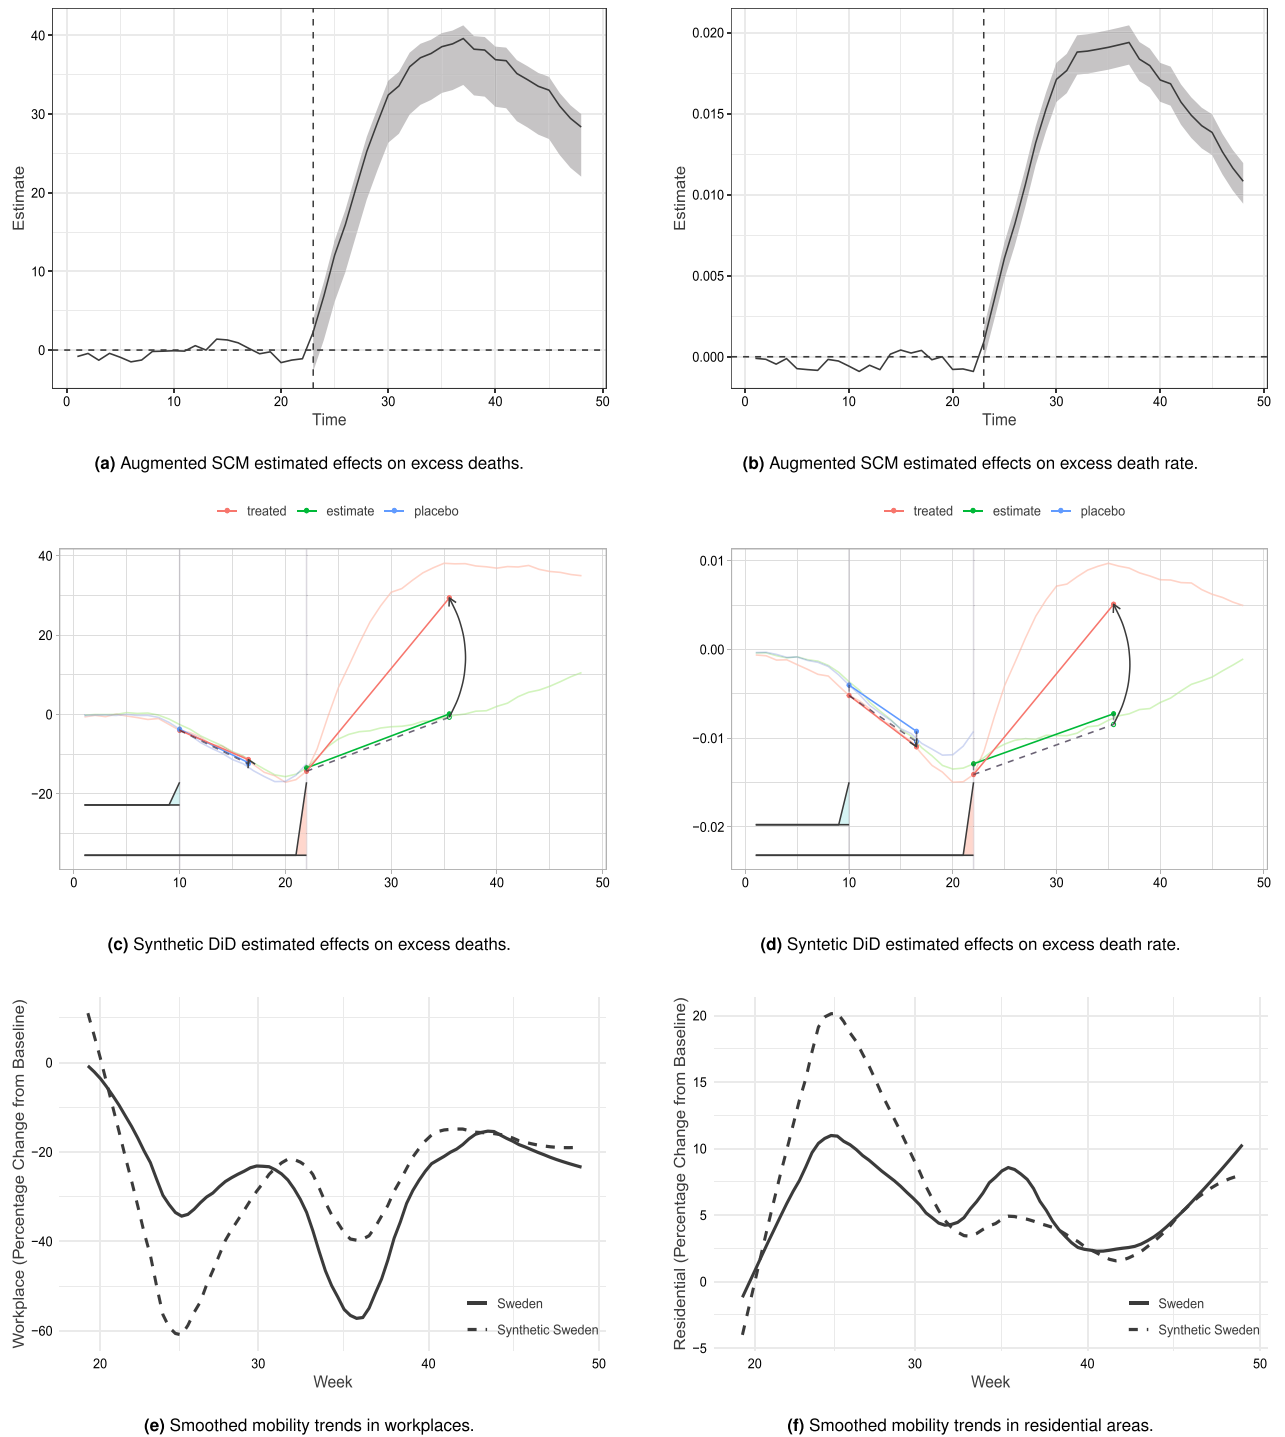 40
30
20
10
0
Estimate
0 10 20 30 40 50
Time
(a) Augmented SCM estimated effects on excess deaths.
0.020
0.015
0.010
0.005
0.000
Estimate
0 10 20 30 40 50
Time
(b) Augmented SCM estimated effects on excess death rate.
treated estimate placebo
40
20
0
−20
0 10 20 30 40 50
(c) Synthetic DiD estimated effects on excess deaths.
treated estimate placebo
0.01
0.00
−0.01
−0.02
0 10 20 30 40 50
(d) Syntetic DiD estimated effects on excess death rate.
Workplace (Percentage Change from Baseline)
0
−20
−40
−60
Sweden
Synthetic Sweden
20 30 40 50
Week
(e) Smoothed mobility trends in workplaces.
Residential (Percentage Change from Baseline)
20
15
10
5
0
−5
Sweden
Synthetic Sweden
20 30 40 50
Week
(f) Smoothed mobility trends in residential areas.